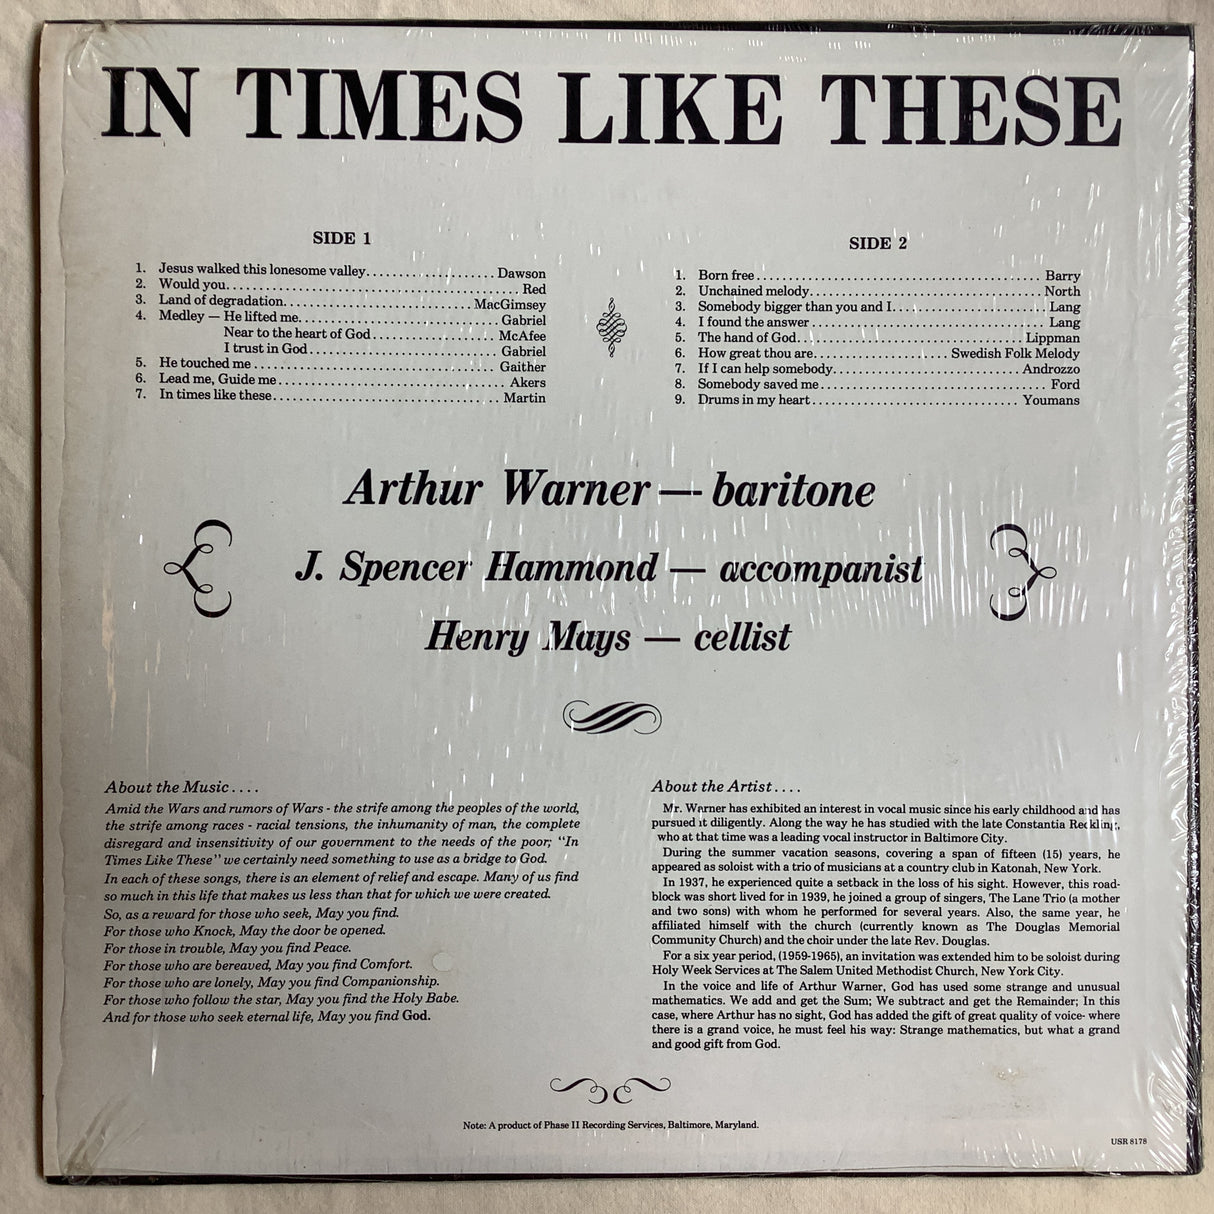 IN TIMES LIKE THESE
SIDE 1
1. Jesus walked this lonesome valley.................... Dawson
2. Would you............................................ Red
3. Land of degradation.............................. MacGimsey
4. Medley — He lifted me............................ Gabriel
Near to the heart of God.................... McAfee
I trust in God.............................. Gabriel
5. He touched me.................................... Gaither
6. Lead me, Guide me................................ Akers
7. In times like these.............................. Martin
SIDE 2
1. Born free........................................ Barry
2. Unchained melody................................. North
3. Somebody bigger than you and I................... Lang
4. I found the answer............................... Lang
5. The hand of God.................................. Lippman
6. How great thou are.................... Swedish Folk Melody
7. If I can help somebody........................... Androzzo
8. Somebody saved me................................ Ford
9. Drums in my heart................................ Youmans
Arthur Warner — baritone
J. Spencer Hammond — accompanist
Henry Mays — cellist
About the Music . . . .
Amid the Wars and rumors of Wars - the strife among the peoples of the world,
the strife among races - racial tensions, the inhumanity of man, the complete
disregard and insensitivity of our government to the needs of the poor; "In
Times Like These" we certainly need something to use as a bridge to God.
In each of these songs, there is an element of relief and escape. Many of us find
so much in this life that makes us less than that for which we were created.
So, as a reward for those who seek, May you find.
For those who Knock, May the door be opened.
For those in trouble, May you find Peace.
For those who are bereaved, May you find Comfort.
For those who are lonely, May you find Companionship.
For those who follow the star, May you find the Holy Babe.
And for those who seek eternal life, May you find God.
About the Artist . . . .
Mr. Warner has exhibited an interest in vocal music since his early childhood and has
pursued it diligently. Along the way he has studied with the late Constantia
who at that time was a leading vocal instructor in Baltimore City.
During the summer vacation seasons, covering a span of fifteen (15) years, he
appeared as soloist with a trio of musicians at a country club in Katonah, New York.
In 1937, he experienced quite a setback in the loss of his sight. However, this road-
block was short lived for in 1939, he joined a group of singers, The Lane Trio (a mother
and two sons) with whom he performed for several years. Also, the same year, he
affiliated himself with the church (currently known as The Douglas Memorial
Community Church) and the choir under the late Rev. Douglas.
For a six year period, (1959-1965), an invitation was extended him to be soloist during
Holy Week Services at The Salem United Methodist Church, New York City.
In the voice and life of Arthur Warner, God has used some strange and unusual
mathematics. We add and get the Sum; We subtract and get the Remainder; In this
case, where Arthur has no sight, God has added the gift of great quality of voice- where
there is a grand voice, he must feel his way: Strange mathematics, but what a grand
and good gift from God.
Note: A product of Phase II Recording Services, Baltimore, Maryland.
USR 8178